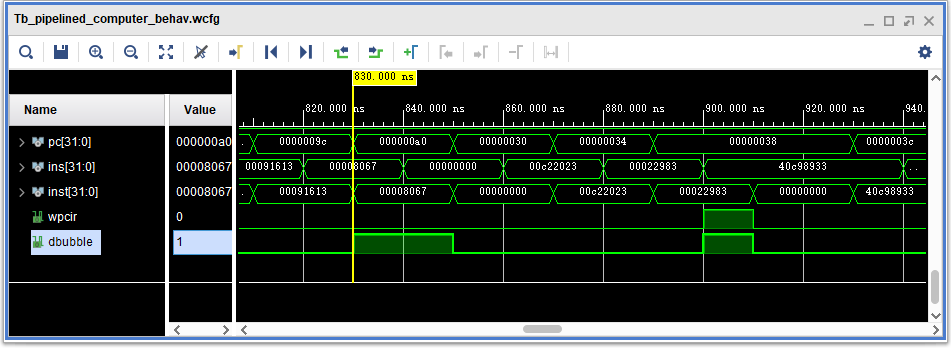 Tb_pipelined_computer_behav.wcfg
830.000 ns
820.000 ns 840.000 ns 860.000 ns 880.000 ns 900.000 ns 920.000 ns 940.
Name Value
pc[31:0] 000000a0 . 0000009c 000000a0 00000030 00000034 00000038 0000003c
ins[31:0] 00008067 00091613 00008067 00000000 00c22023 00022983 40c98933 ..
inst[31:0] 00008067 . 00091613 00008067 00000000 00c22023 00022983 00000000 40c98933
wpcir 0
dbubble 1